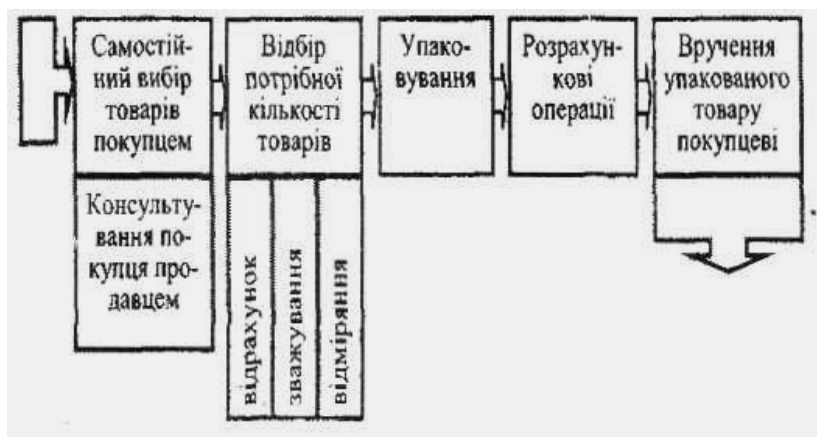 Самостій-
ний вибір
товарів
покупцем
Консульту-
вання по-
купця про-
давцем
Відбір
потрібної
кількості
товарів
відрахунок
зважування
відміряння
Упако-
вування
Розрахун-
кові
операції
Вручення
упакованого
товару
покупцеві